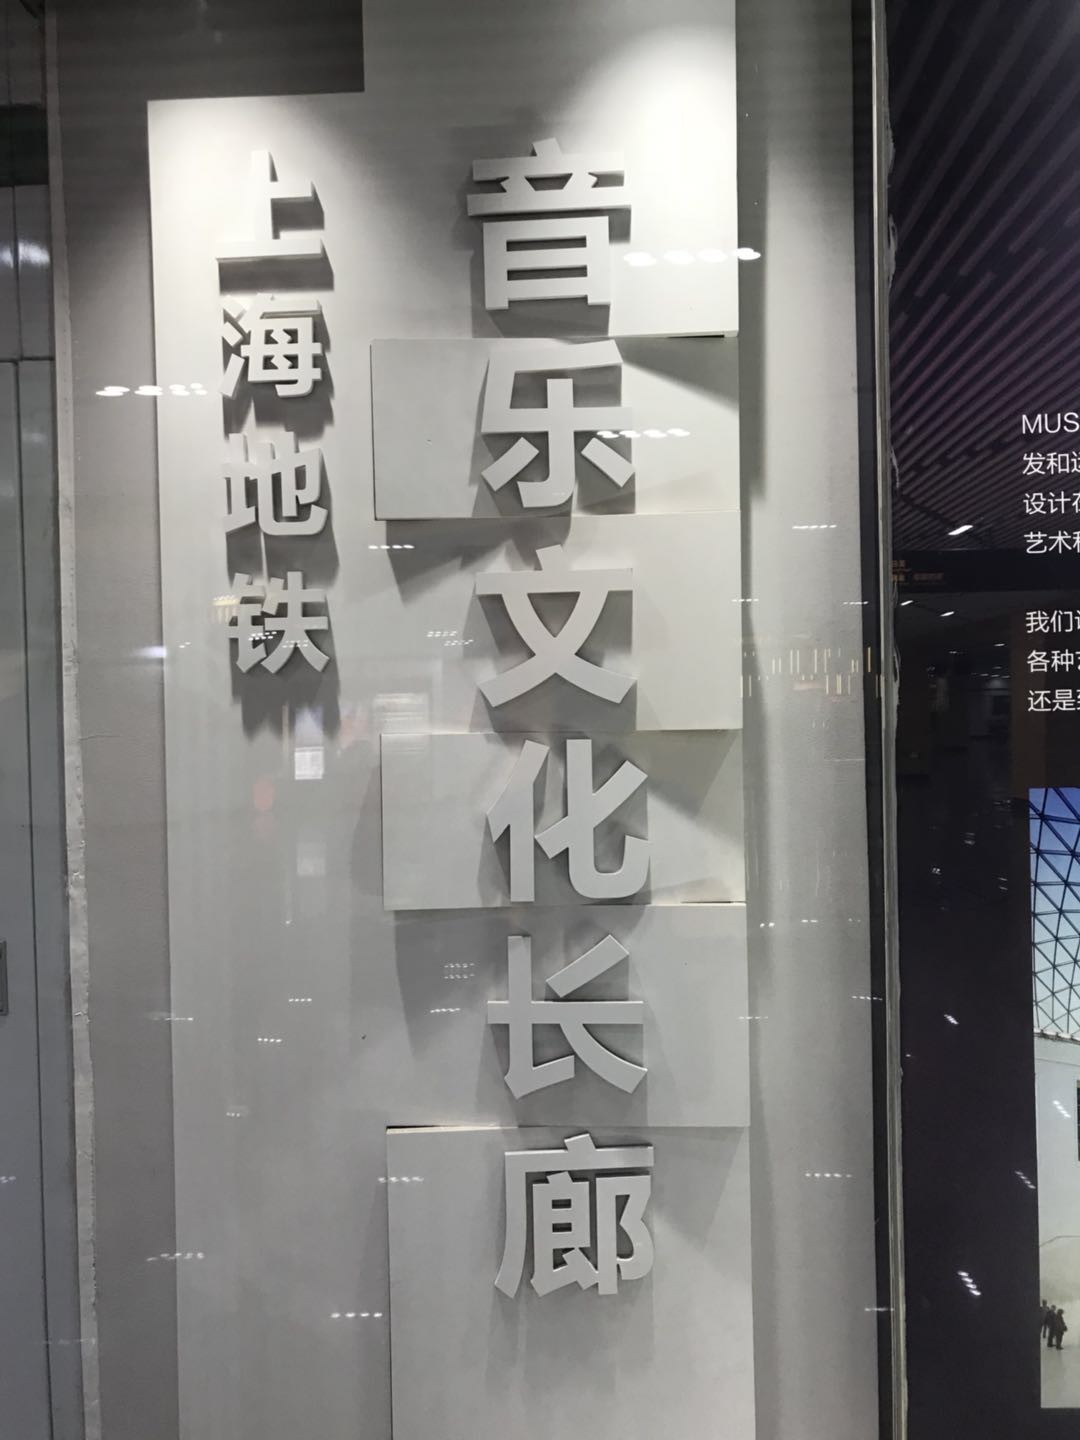 上海地铁
音乐文化长廊
MUS
发和
设计
艺术
我们
各种
还是